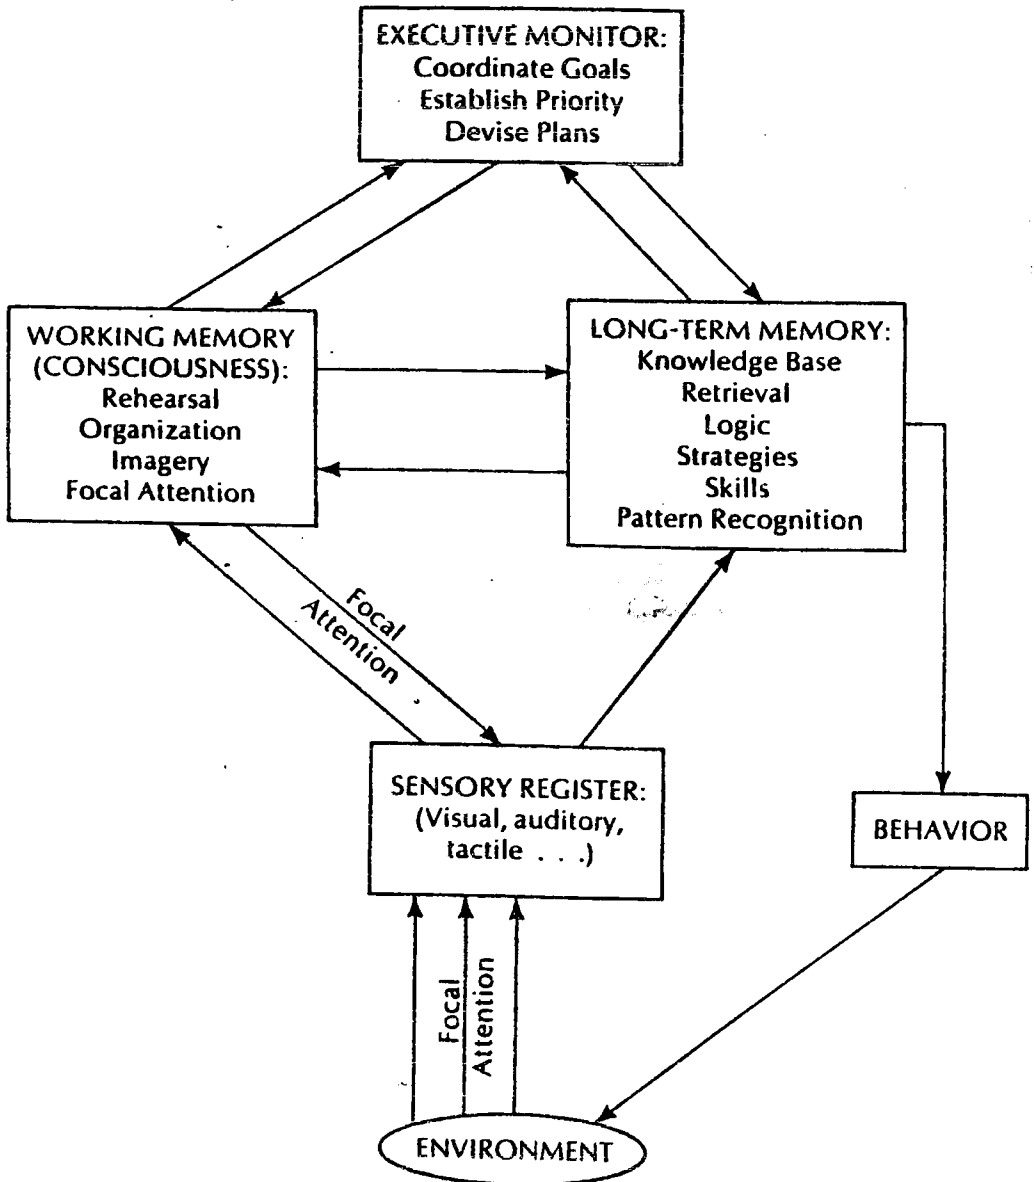 EXECUTIVE MONITOR:
Coordinate Goals
Establish Priority
Devise Plans
WORKING MEMORY
(CONSCIOUSNESS):
Rehearsal
Organization
Imagery
Focal Attention
LONG-TERM MEMORY:
Knowledge Base
Retrieval
Logic
Strategies
Skills
Pattern Recognition
Focal
Attention
SENSORY REGISTER:
(Visual, auditory,
tactile . . .)
BEHAVIOR
Focal
Attention
ENVIRONMENT